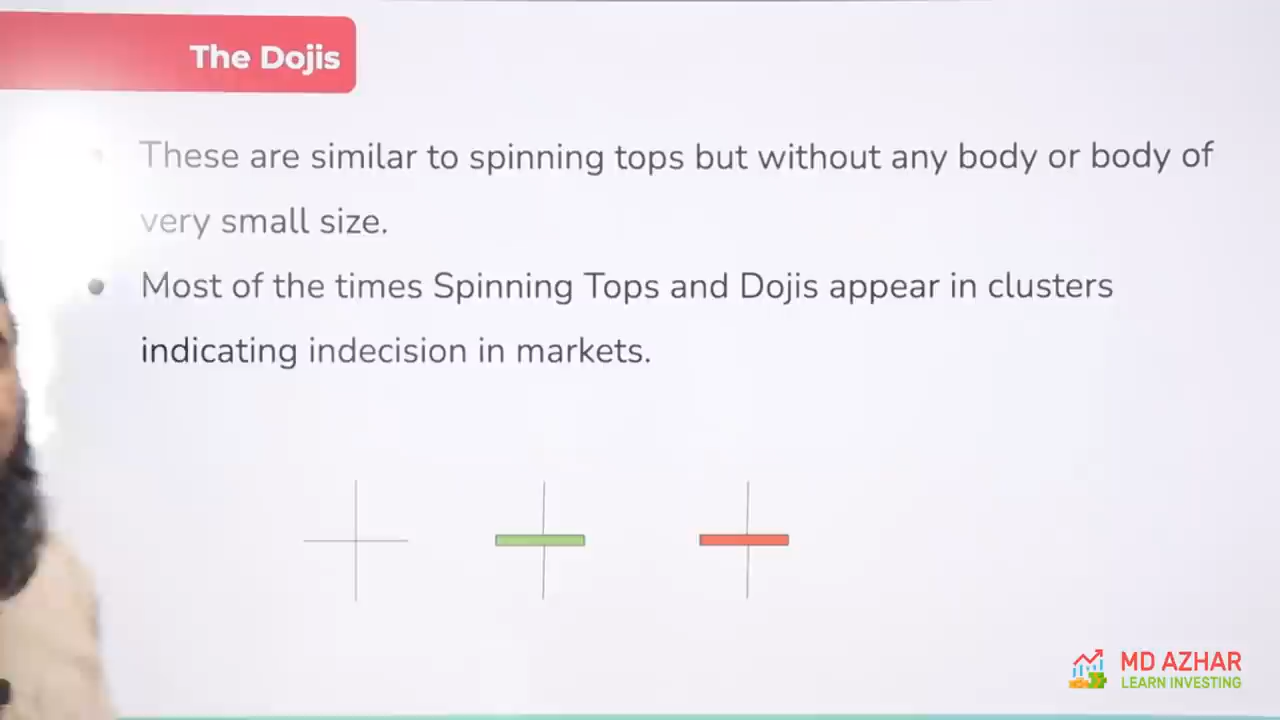 The Dojis
These are similar to spinning tops but without any body or body of
very small size.
Most of the times Spinning Tops and Dojis appear in clusters
indicating indecision in markets.
MD AZHAR
LEARN INVESTING